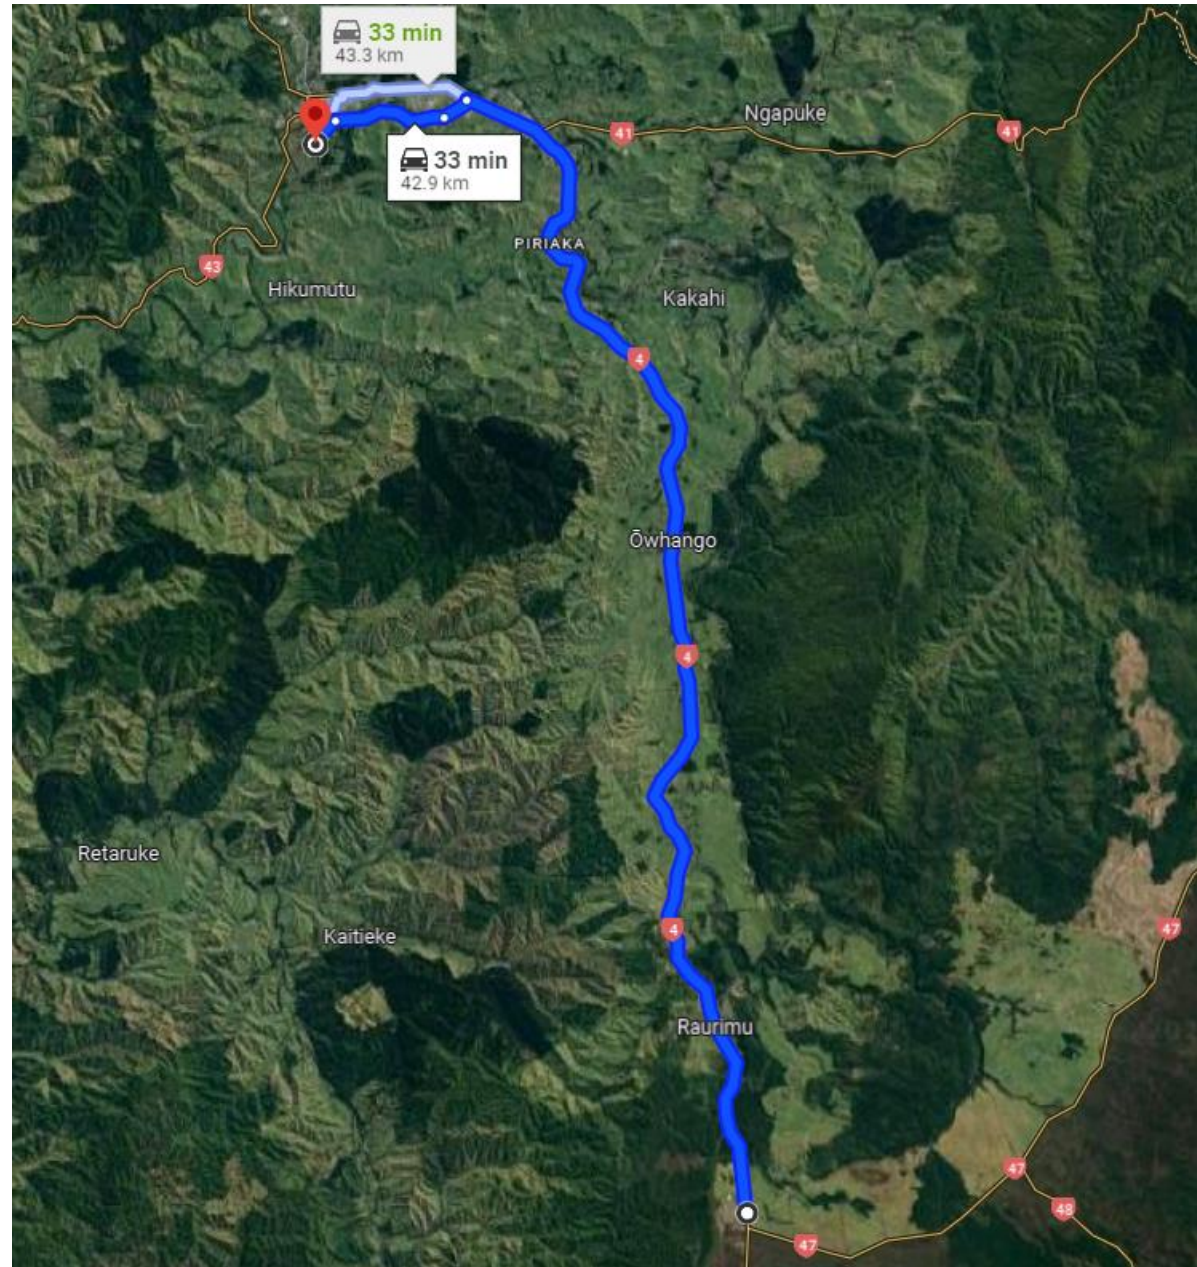 33 min
43.3 km
41
Ngapuke
41
33 min
42.9 km
PIRIAKA
43
Hikumutu
Kakahi
4
Ōwhango
4
Retaruke
4
47
Kaitieke
Raurimu
47
48
47